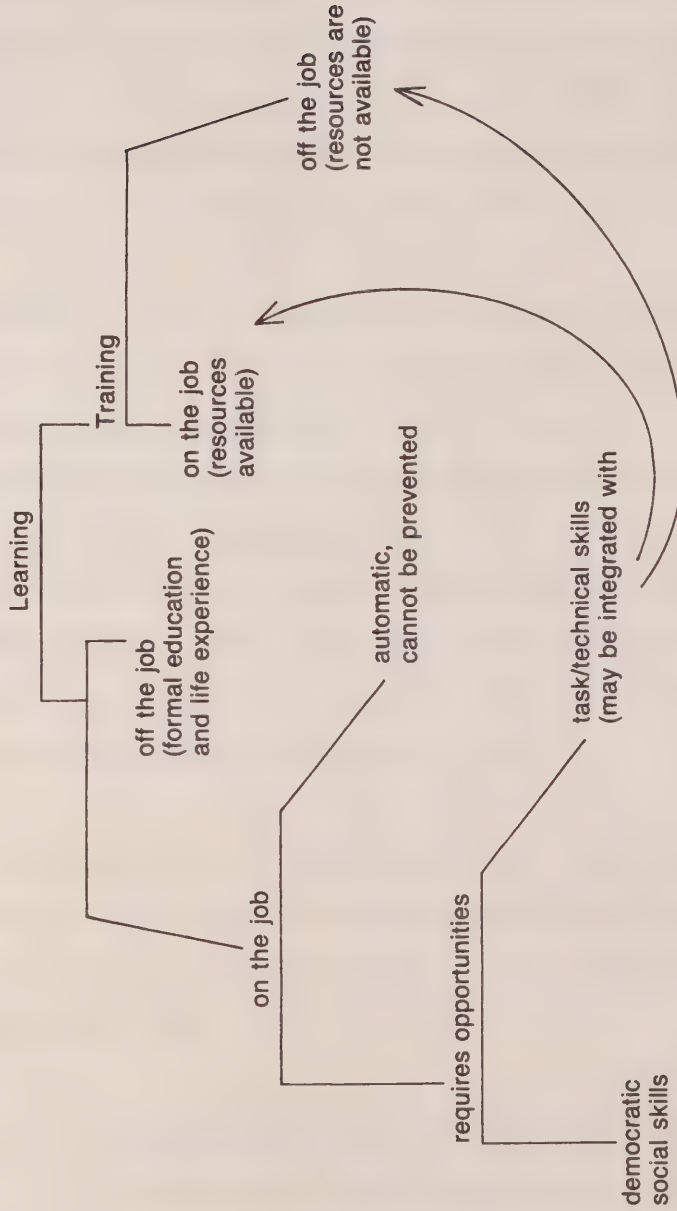 Learning
Training
off the job
(formal education
and life experience)
on the job
(resources
available)
off the job
(resources are
not available)
on the job
automatic,
cannot be prevented
requires opportunities
task/technical skills
(may be integrated with
democratic
social skills